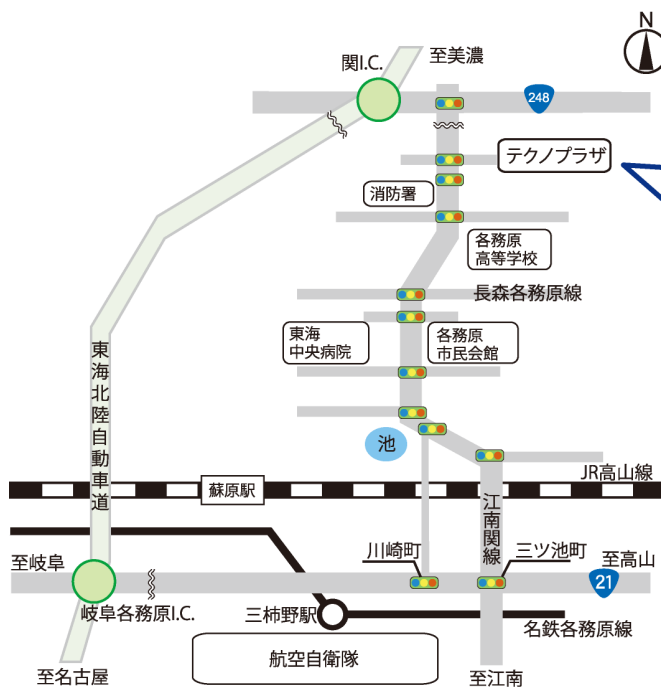 N
至美濃
関I.C.
248
テクノプラザ
消防署
各務原
高等学校
長森各務原線
東海
中央病院
各務原
市民会館
東海北陸自動車道
池
JR高山線
蘇原駅
江南関線
川崎町
三ツ池町
至岐阜
至高山
21
岐阜各務原I.C.
三柿野駅
名鉄各務原線
航空自衛隊
至名古屋
至江南